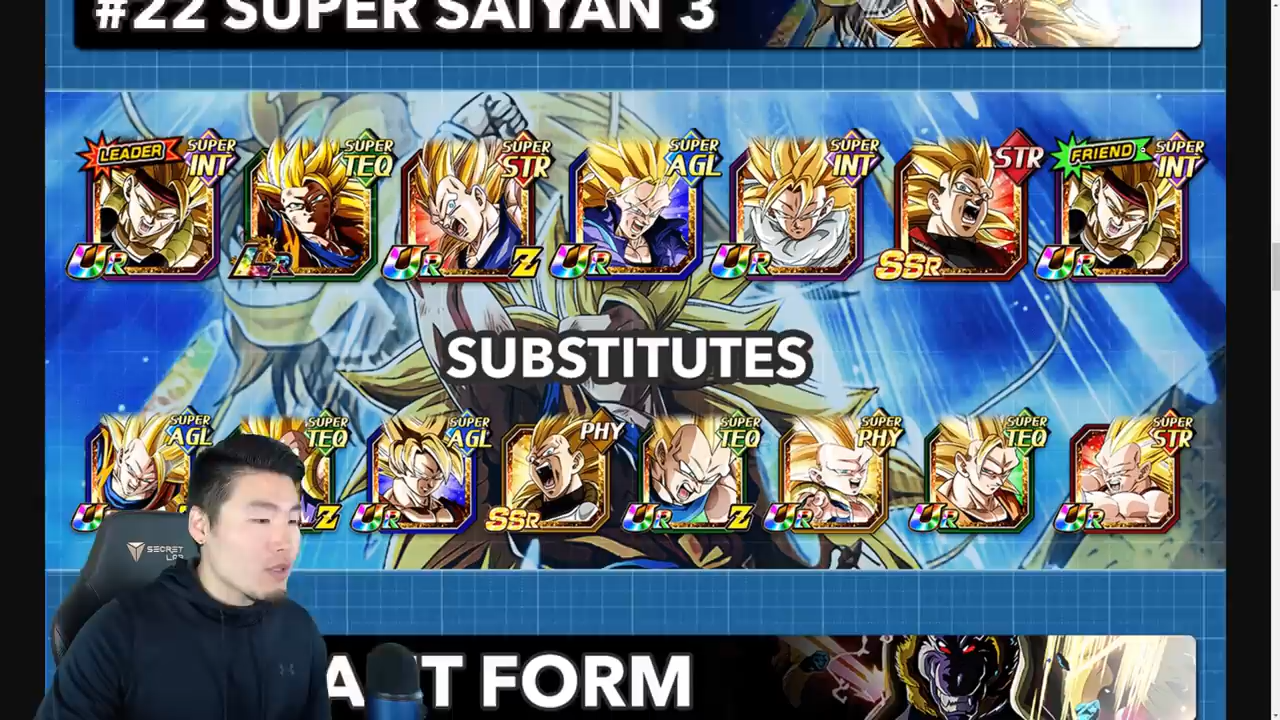 #22 SUPER SAIYAN 3
LEADER SUPER INT UR
SUPER TEQ LR
SUPER STR UR Z
SUPER AGL UR
SUPER INT UR
STR SSR
FRIEND SUPER INT UR
SUBSTITUTES
SUPER AGL U
SUPER TEQ Z
SUPER AGL UR
PHY SSR
SUPER TEQ UR Z
SUPER PHY UR
SUPER TEQ UR
SUPER STR UR
SECRET LAB
T FORM